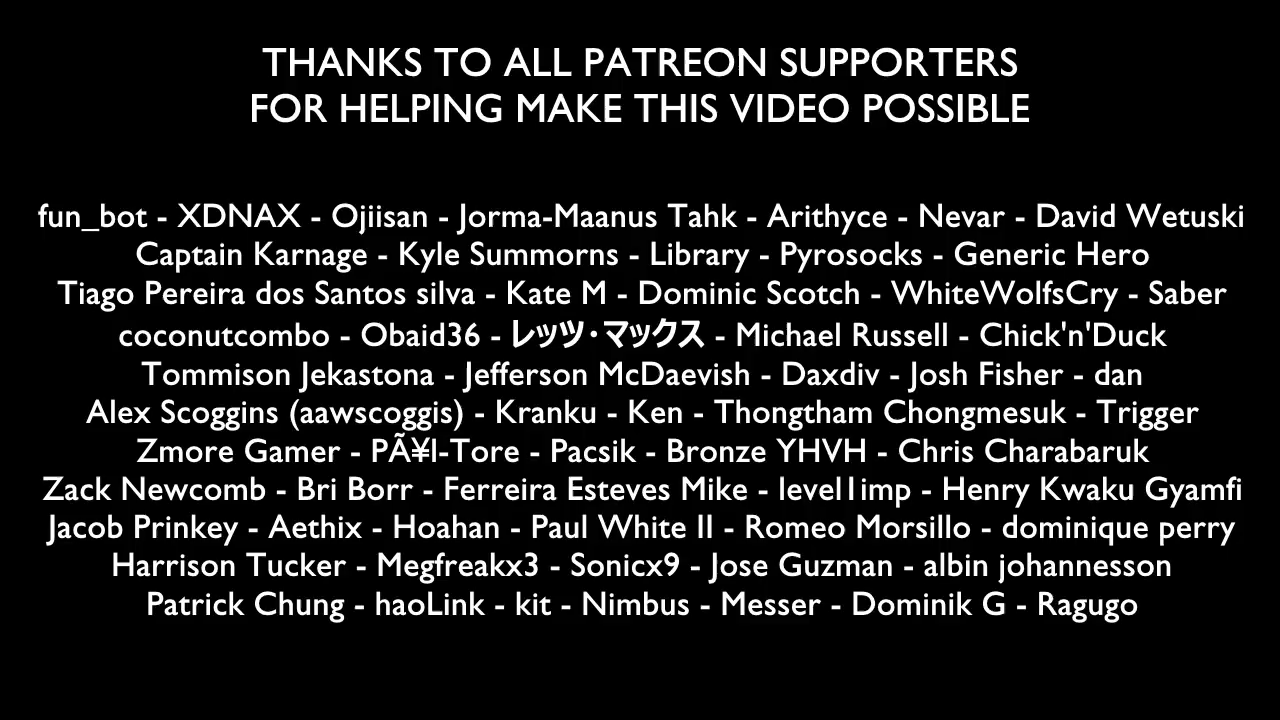 THANKS TO ALL PATREON SUPPORTERS
FOR HELPING MAKE THIS VIDEO POSSIBLE
fun_bot - XDNAX - Ojiisan - Jorma-Maanus Tahk - Arithyce - Nevar - David Wetuski
Captain Karnage - Kyle Summorns - Library - Pyrosocks - Generic Hero
Tiago Pereira dos Santos silva - Kate M - Dominic Scotch - WhiteWolfsCry - Saber
coconutcombo - Obaid36 - レッツ・マックス - Michael Russell - Chick'n'Duck
Tommison Jekastona - Jefferson McDaevish - Daxdiv - Josh Fisher - dan
Alex Scoggins (aawscoggis) - Kranku - Ken - Thongtham Chongmesuk - Trigger
Zmore Gamer - PÃ¥l-Tore - Pacsik - Bronze YHVH - Chris Charabaruk
Zack Newcomb - Bri Borr - Ferreira Esteves Mike - level1imp - Henry Kwaku Gyamfi
Jacob Prinkey - Aethix - Hoahan - Paul White II - Romeo Morsillo - dominique perry
Harrison Tucker - Megfreakx3 - Sonicx9 - Jose Guzman - albin johannesson
Patrick Chung - haoLink - kit - Nimbus - Messer - Dominik G - Ragugo